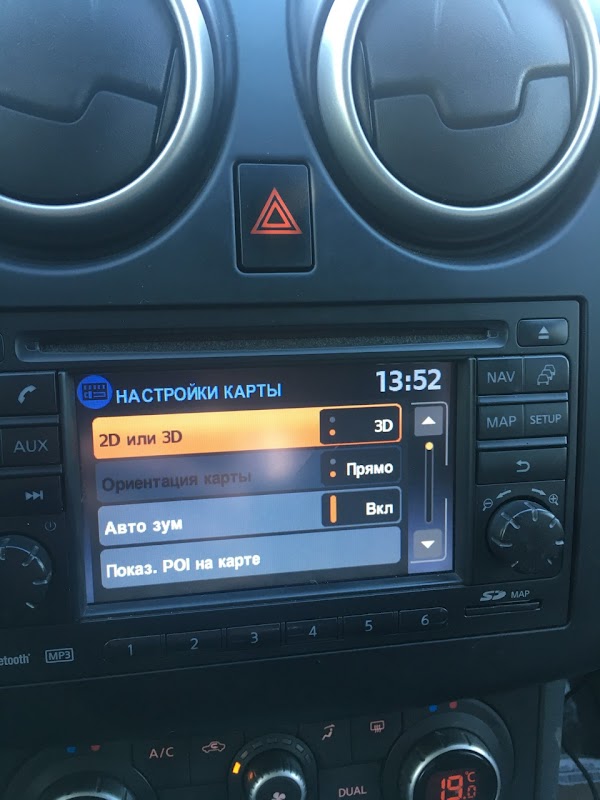 13:52
НАСТРОЙКИ КАРТЫ
2D или 3D 3D
Ориентация карты Прямо
Авто зум Вкл
Показ. POI на карте
NAV
AUX
MAP SETUP
SD MAP
etooth MP3
1 2 3 4 5 6
A/C
DUAL
19.0 °C